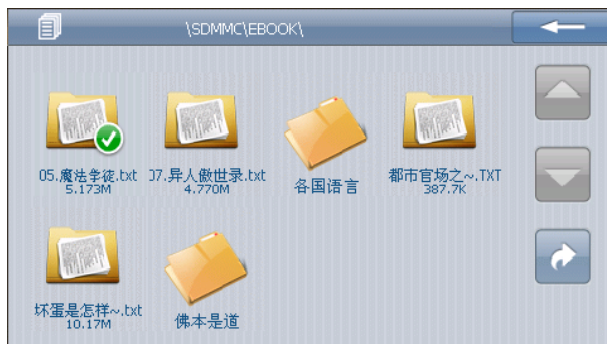 \SDMMC\EBOOK\
05.魔法学徒.txt
5.173M
07.异人傲世录.txt
4.770M
各国语言
都市官场之~.TXT
387.7K
坏蛋是怎样~.txt
10.17M
佛本是道